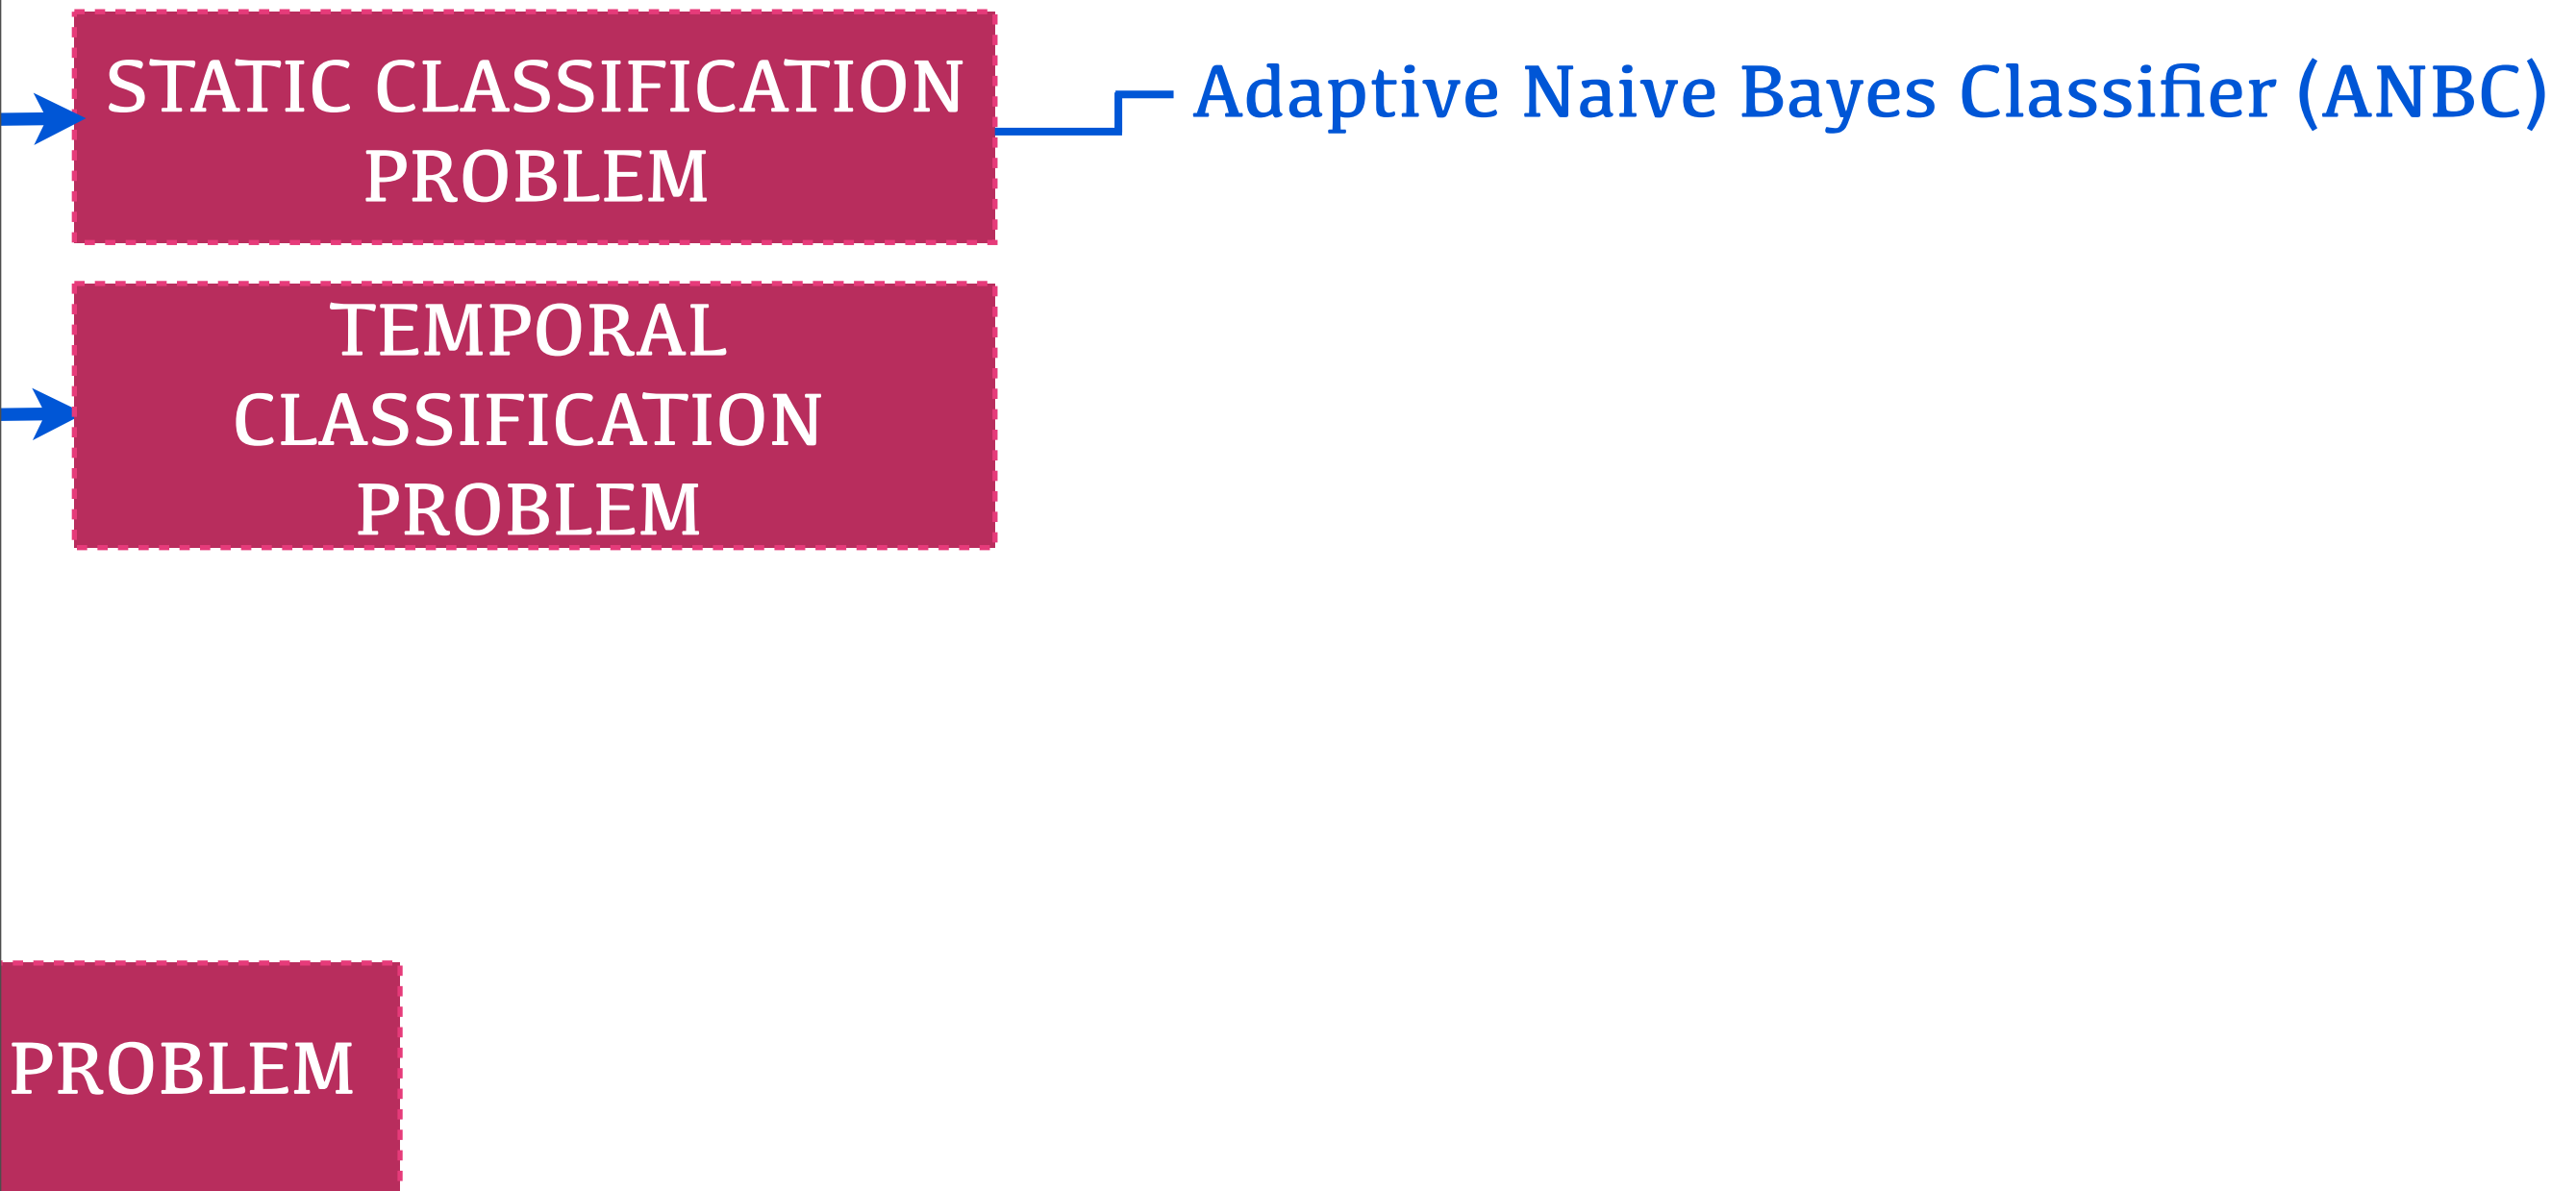 STATIC CLASSIFICATION
PROBLEM
Adaptive Naive Bayes Classifier (ANBC)
TEMPORAL
CLASSIFICATION
PROBLEM
PROBLEM